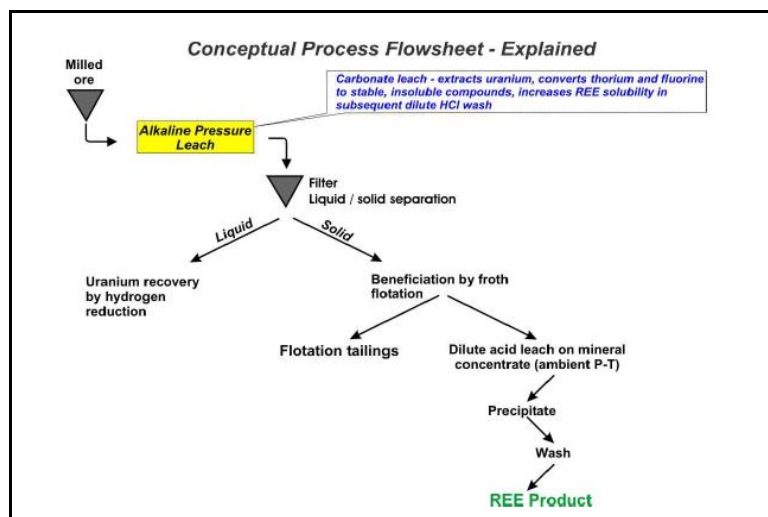 Conceptual Process Flowsheet - Explained
Milled
ore
Carbonate leach - extracts uranium, converts thorium and fluorine
to stable, insoluble compounds, increases REE solubility in
subsequent dilute HCl wash
Alkaline Pressure
Leach
Filter
Liquid / solid separation
Liquid
Solid
Uranium recovery
by hydrogen
reduction
Beneficiation by froth
flotation
Flotation tailings
Dilute acid leach on mineral
concentrate (ambient P-T)
Precipitate
Wash
REE Product